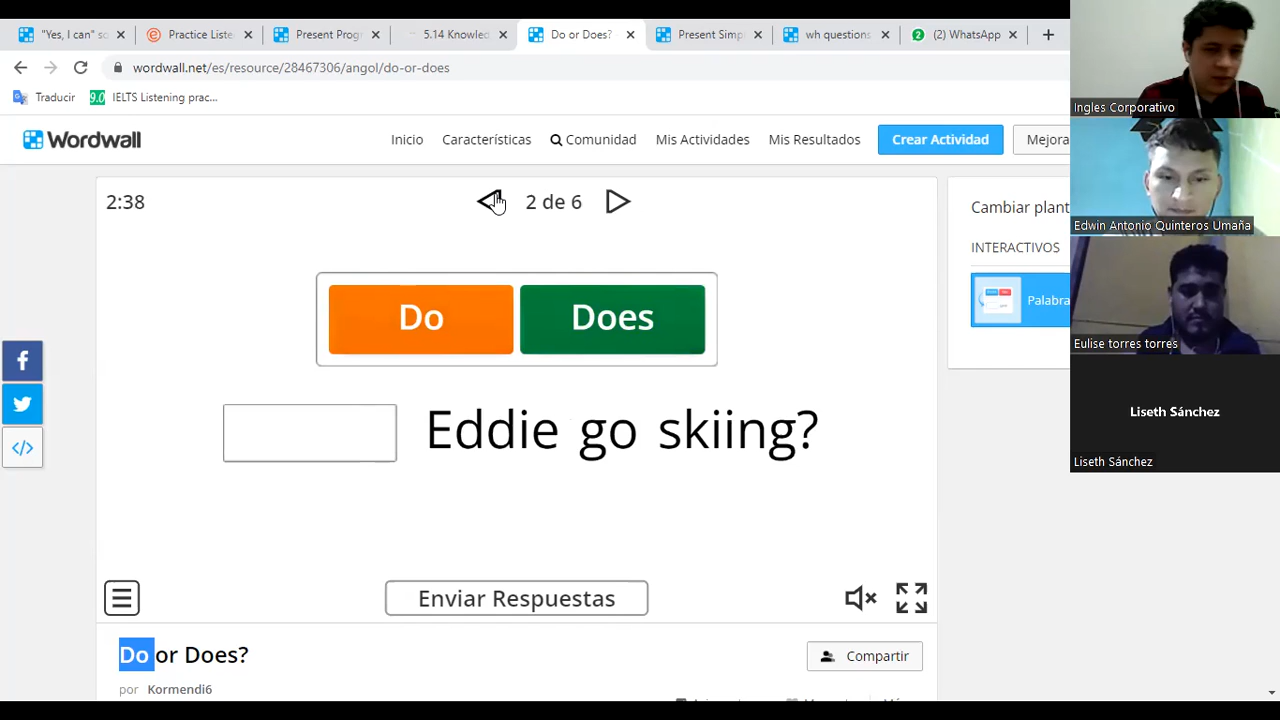 "Yes, I can" so
Practice Liste
Present Prog
5.14 Knowled
Do or Does?
Present Simp
wh questions
(2) WhatsApp
wordwall.net/es/resource/28467306/angol/do-or-does
Traducir
9.0 IELTS Listening prac...
Wordwall
Inicio
Características
Comunidad
Mis Actividades
Mis Resultados
Crear Actividad
Mejora
2:38
2 de 6
Do
Does
Eddie go skiing?
Enviar Respuestas
Do or Does?
Compartir
por Kormendi6
Cambiar plant
INTERACTIVOS
Palabra
Ingles Corporativo
Edwin Antonio Quinteros Umaña
Eulise torres torres
Liseth Sánchez
Liseth Sánchez